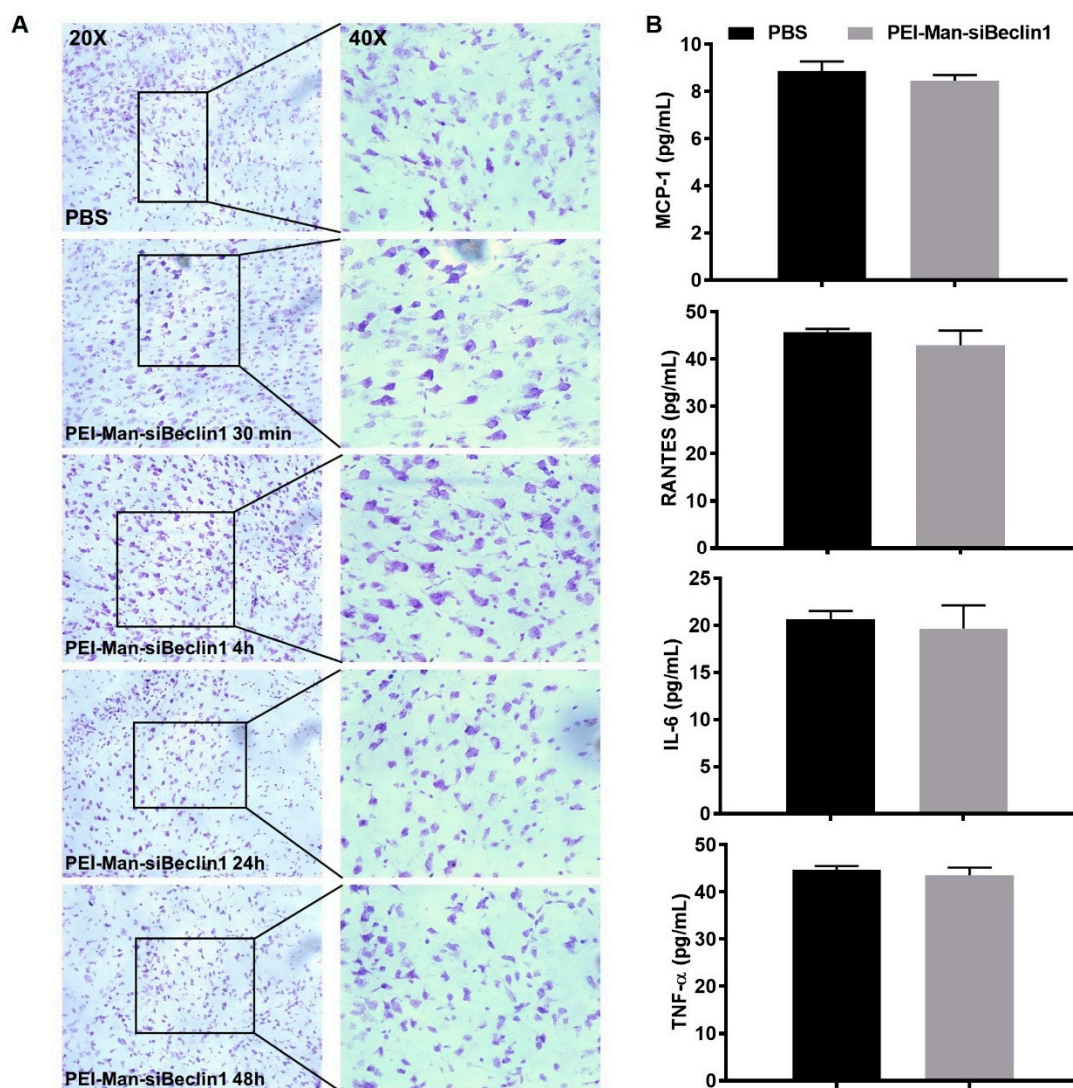 A
20X
40X
PBS
PEI-Man-siBeclin1 30 min
PEI-Man-siBeclin1 4h
PEI-Man-siBeclin1 24h
PEI-Man-siBeclin1 48h
B
PBS PEI-Man-siBeclin1
MCP-1 (pg/mL)
10
8
6
4
2
0
RANTES (pg/mL)
50
40
30
20
10
0
IL-6 (pg/mL)
25
20
15
10
5
0
TNF-α (pg/mL)
50
40
30
20
10
0